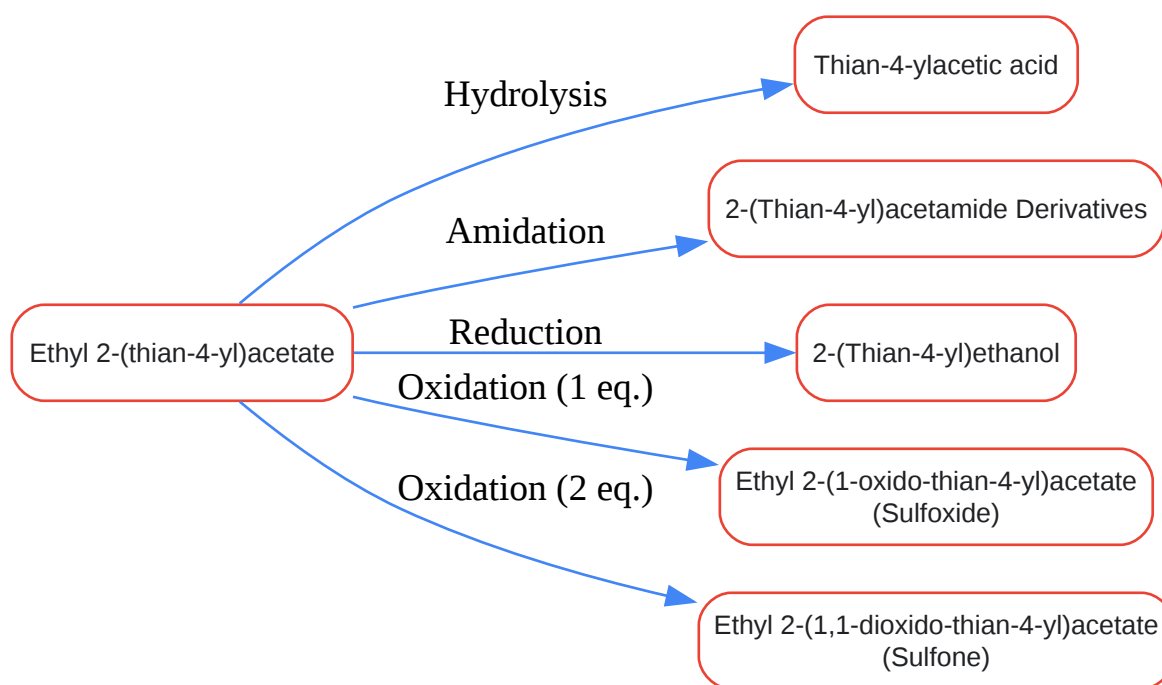 Thian-4-ylacetic acid
Hydrolysis
2-(Thian-4-yl)acetamide Derivatives
Amidation
Ethyl 2-(thian-4-yl)acetate
Reduction
2-(Thian-4-yl)ethanol
Oxidation (1 eq.)
Ethyl 2-(1-oxido-thian-4-yl)acetate
(Sulfoxide)
Oxidation (2 eq.)
Ethyl 2-(1,1-dioxido-thian-4-yl)acetate
(Sulfone)